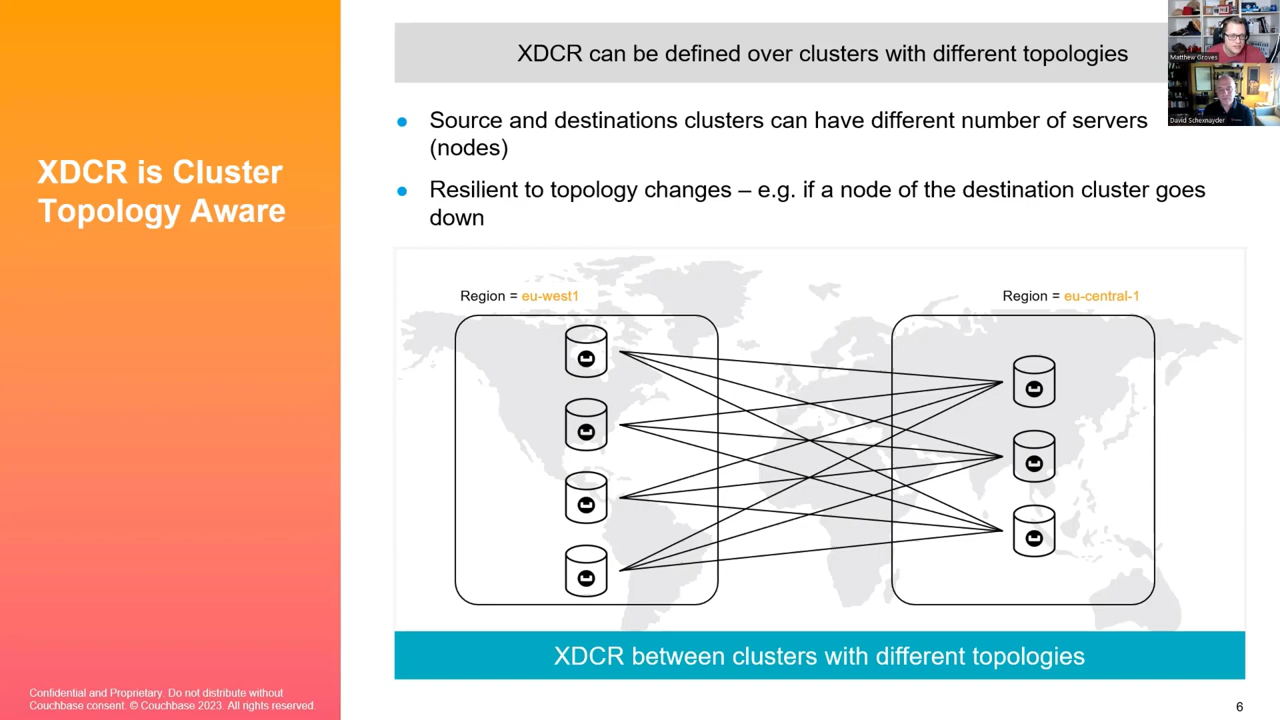 XDCR is Cluster
Topology Aware
XDCR can be defined over clusters with different topologies
Matthew Groves
David Schexnayder
● Source and destinations clusters can have different number of servers
(nodes)
● Resilient to topology changes – e.g. if a node of the destination cluster goes
down
Region = eu-west1
Region = eu-central-1
XDCR between clusters with different topologies
Confidential and Proprietary. Do not distribute without
Couchbase consent. © Couchbase 2023. All rights reserved.
6